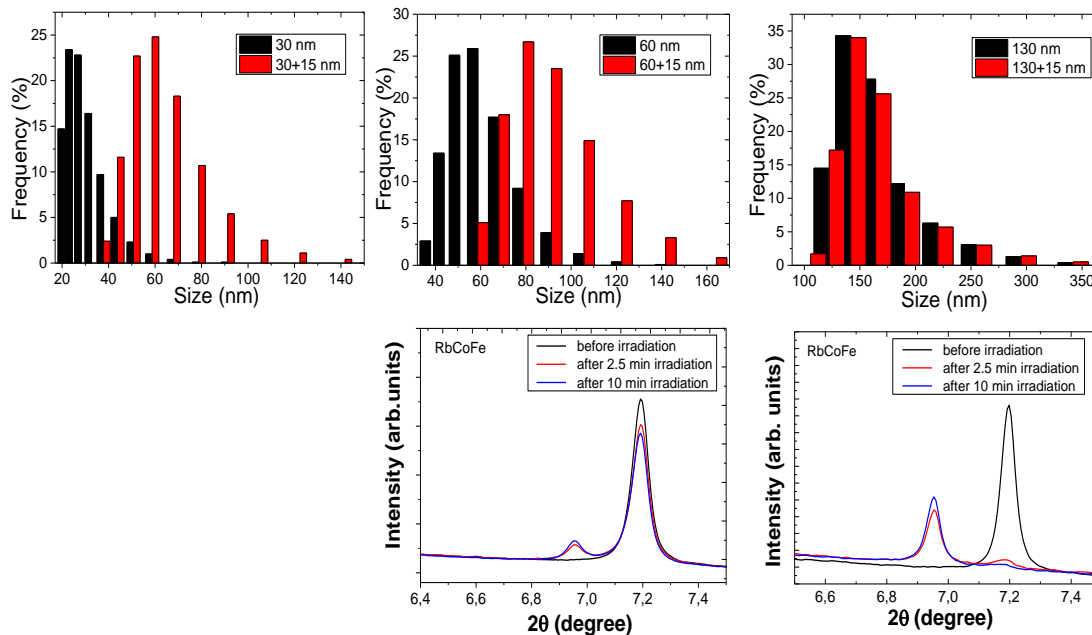 30 nm
30+15 nm
Frequency (%)
25
20
15
10
5
0
20 40 60 80 100 120 140
Size (nm)
60 nm
60+15 nm
Frequency (%)
30
25
20
15
10
5
0
40 60 80 100 120 140 160
Size (nm)
130 nm
130+15 nm
Frequency (%)
35
30
25
20
15
10
5
0
100 150 200 250 300 350
Size (nm)
RbCoFe
before irradiation
after 2.5 min irradiation
after 10 min irradiation
Intensity (arb.units)
6,4 6,6 6,8 7,0 7,2 7,4
2θ (degree)
RbCoFe
before irradiation
after 2.5 min irradiation
after 10 min irradiation
Intensity (arb. units)
6,6 6,8 7,0 7,2 7,4
2θ (degree)